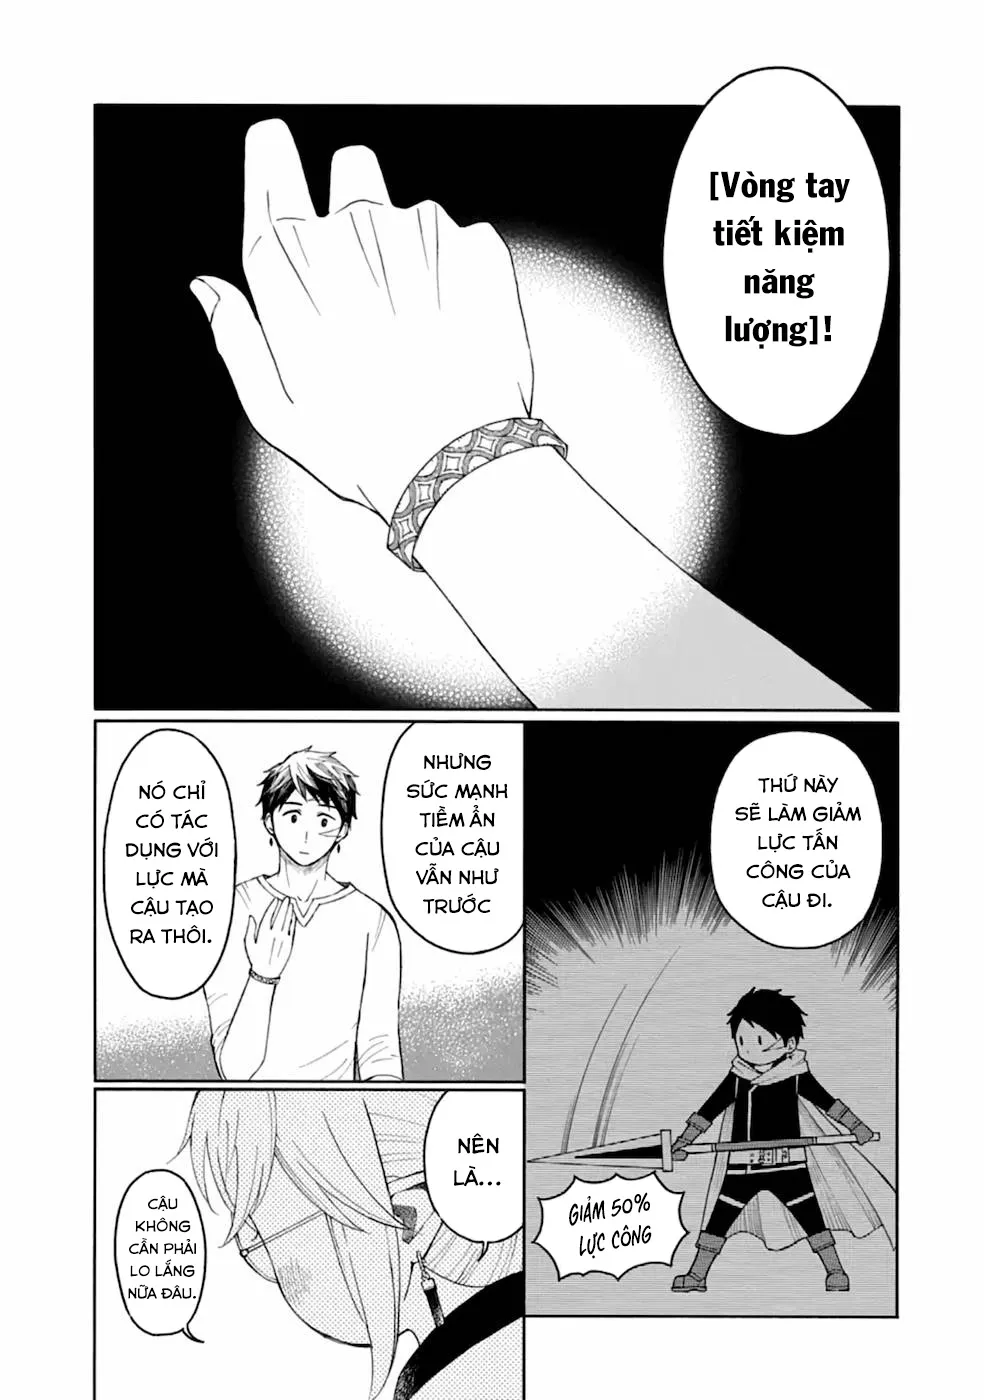 [Vòng tay
tiết kiệm
năng
lượng]!
THỨ NÀY
SẼ LÀM GIẢM
LỰC TẤN
CÔNG CỦA
CẬU ĐI.
GIẢM 50%
LỰC CÔNG
NHƯNG
SỨC MẠNH
TIỀM ẨN
CỦA CẬU
VẪN NHƯ
TRƯỚC
NÓ CHỈ
CÓ TÁC
DỤNG VỚI
LỰC MÀ
CẬU TẠO
RA THÔI.
NÊN
LÀ...
CẬU
KHÔNG
CẦN PHẢI
LO LẮNG
NỮA ĐÂU.